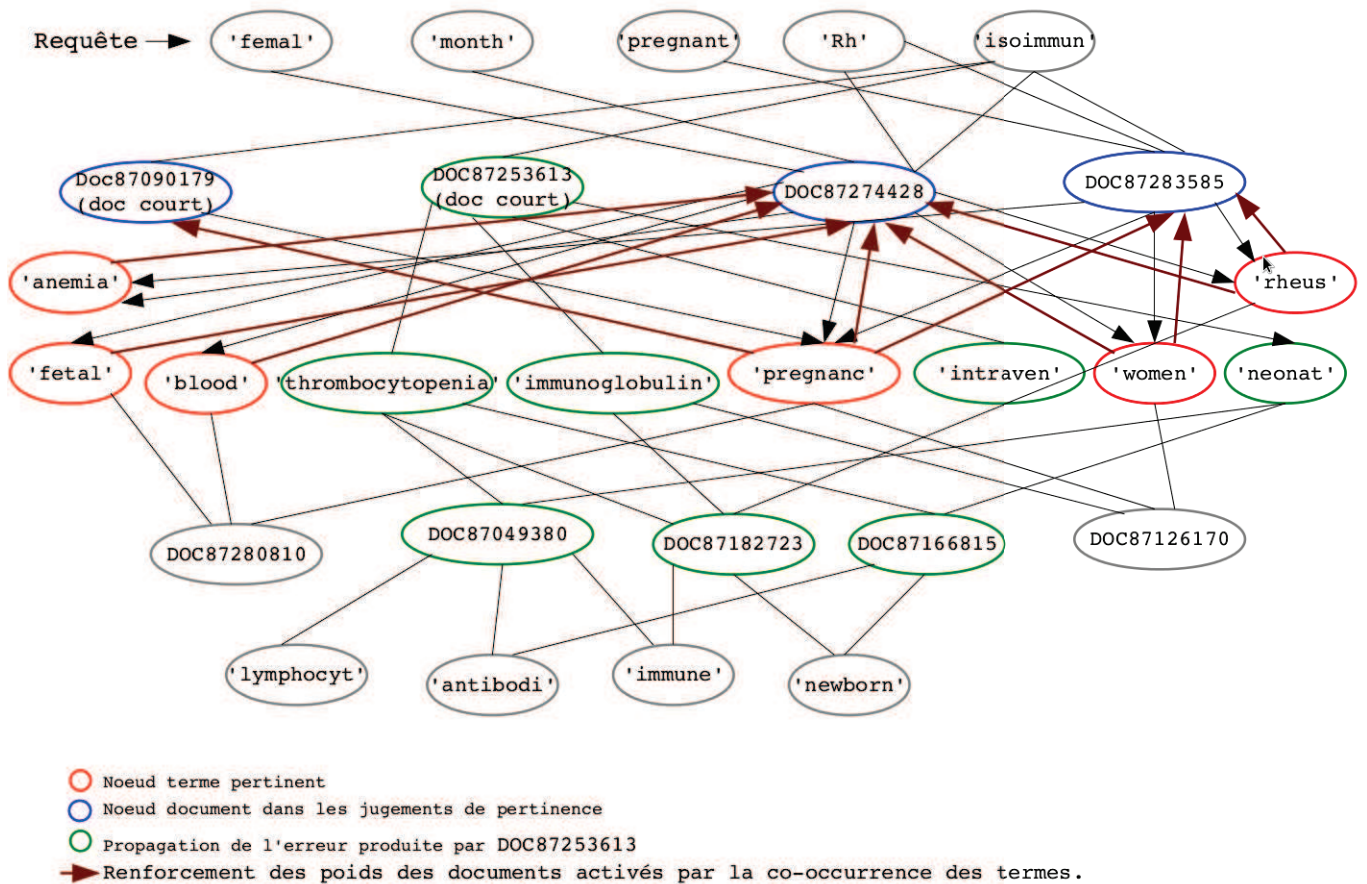 Requête
'femal' 'month' 'pregnant' 'Rh' 'isoimmun'
Doc87090179
(doc court)
DOC87253613
(doc court)
DOC87274428
DOC87283585
'anemia' 'rheus'
'fetal' 'blood' 'thrombocytopenia' 'immunoglobulin' 'pregnanc' 'intraven' 'women' 'neonat'
DOC87280810 DOC87049380 DOC87182723 DOC87166815 DOC87126170
'lymphocyt' 'antibodi' 'immune' 'newborn'
Noeud terme pertinent
Noeud document dans les jugements de pertinence
Propagation de l'erreur produite par DOC87253613
Renforcement des poids des documents activés par la co-occurrence des termes.